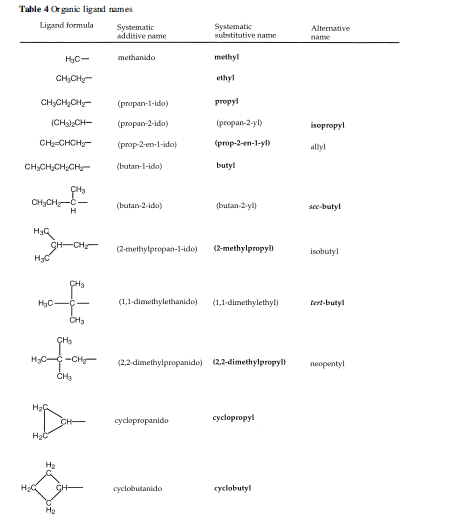 Table 4 Organic ligand names
Ligand formula Systematic additive name Systematic substitutive name Alternative name
H₃C— methanido methyl
CH₃CH₂— ethyl
CH₃CH₂CH₂— (propan-1-ido) propyl
(CH₃)₂CH— (propan-2-ido) (propan-2-yl) isopropyl
CH₂=CHCH₂— (prop-2-en-1-ido) (prop-2-en-1-yl) allyl
CH₃CH₂CH₂CH₂— (butan-1-ido) butyl
CH₃
CH₃CH₂—C— (butan-2-ido) (butan-2-yl) sec-butyl
H
H₃C
CH—CH₂— (2-methylpropan-1-ido) (2-methylpropyl) isobutyl
H₃C
CH₃
H₃C—C— (1,1-dimethylethanido) (1,1-dimethylethyl) tert-butyl
CH₃
CH₃
H₃C—C—CH₂— (2,2-dimethylpropanido) (2,2-dimethylpropyl) neopentyl
CH₃
H₂C
CH— cyclopropanido cyclopropyl
H₂C
H₂
C
H₂C CH— cyclobutanido cyclobutyl
C
H₂